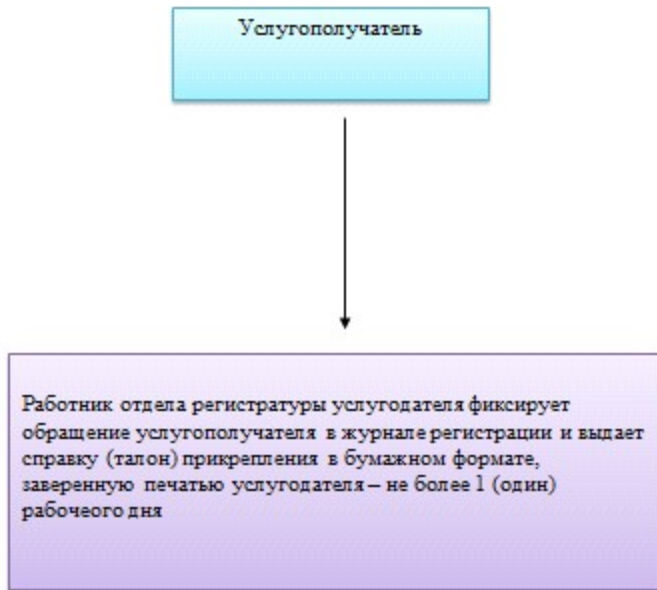 Услугополучатель
Работник отдела регистратуры услугодателя фиксирует
обращение услугополучателя в журнале регистрации и выдает
справку (талон) прикрепления в бумажном формате,
заверенную печатью услугодателя – не более 1 (один)
рабочеого дня